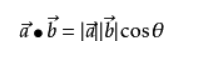 a⃗ • b⃗ = |a⃗||b⃗|cosθ